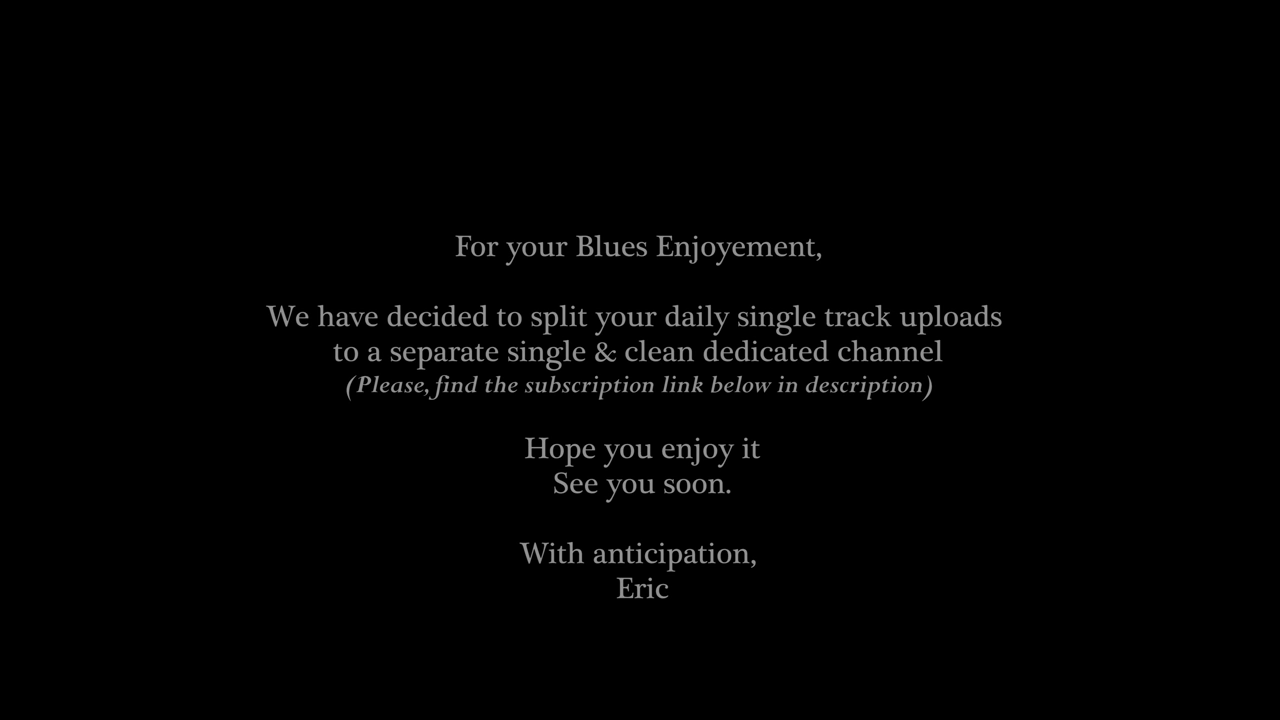 For your Blues Enjoyement,
We have decided to split your daily single track uploads
to a separate single & clean dedicated channel
(Please, find the subscription link below in description)
Hope you enjoy it
See you soon.
With anticipation,
Eric